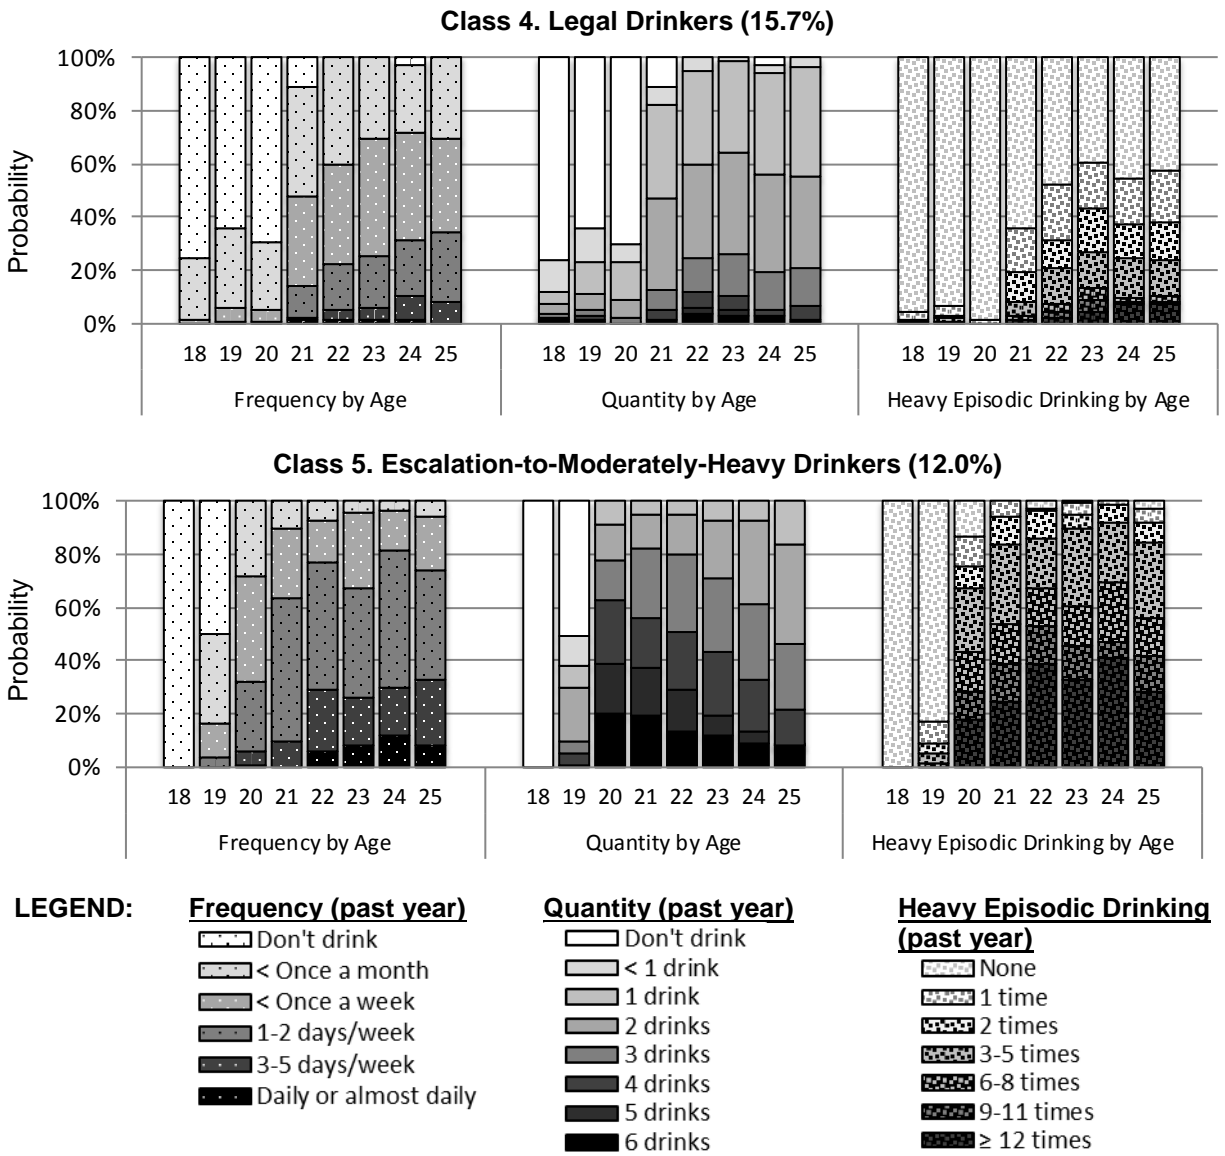 Class 4. Legal Drinkers (15.7%)
Probability
100%
80%
60%
40%
20%
0%
18 19 20 21 22 23 24 25
18 19 20 21 22 23 24 25
18 19 20 21 22 23 24 25
Frequency by Age
Quantity by Age
Heavy Episodic Drinking by Age
Class 5. Escalation-to-Moderately-Heavy Drinkers (12.0%)
Probability
100%
80%
60%
40%
20%
0%
18 19 20 21 22 23 24 25
18 19 20 21 22 23 24 25
18 19 20 21 22 23 24 25
Frequency by Age
Quantity by Age
Heavy Episodic Drinking by Age
LEGEND:
Frequency (past year)
Don't drink
< Once a month
< Once a week
1-2 days/week
3-5 days/week
Daily or almost daily
Quantity (past year)
Don't drink
< 1 drink
1 drink
2 drinks
3 drinks
4 drinks
5 drinks
6 drinks
Heavy Episodic Drinking
(past year)
None
1 time
2 times
3-5 times
6-8 times
9-11 times
≥ 12 times